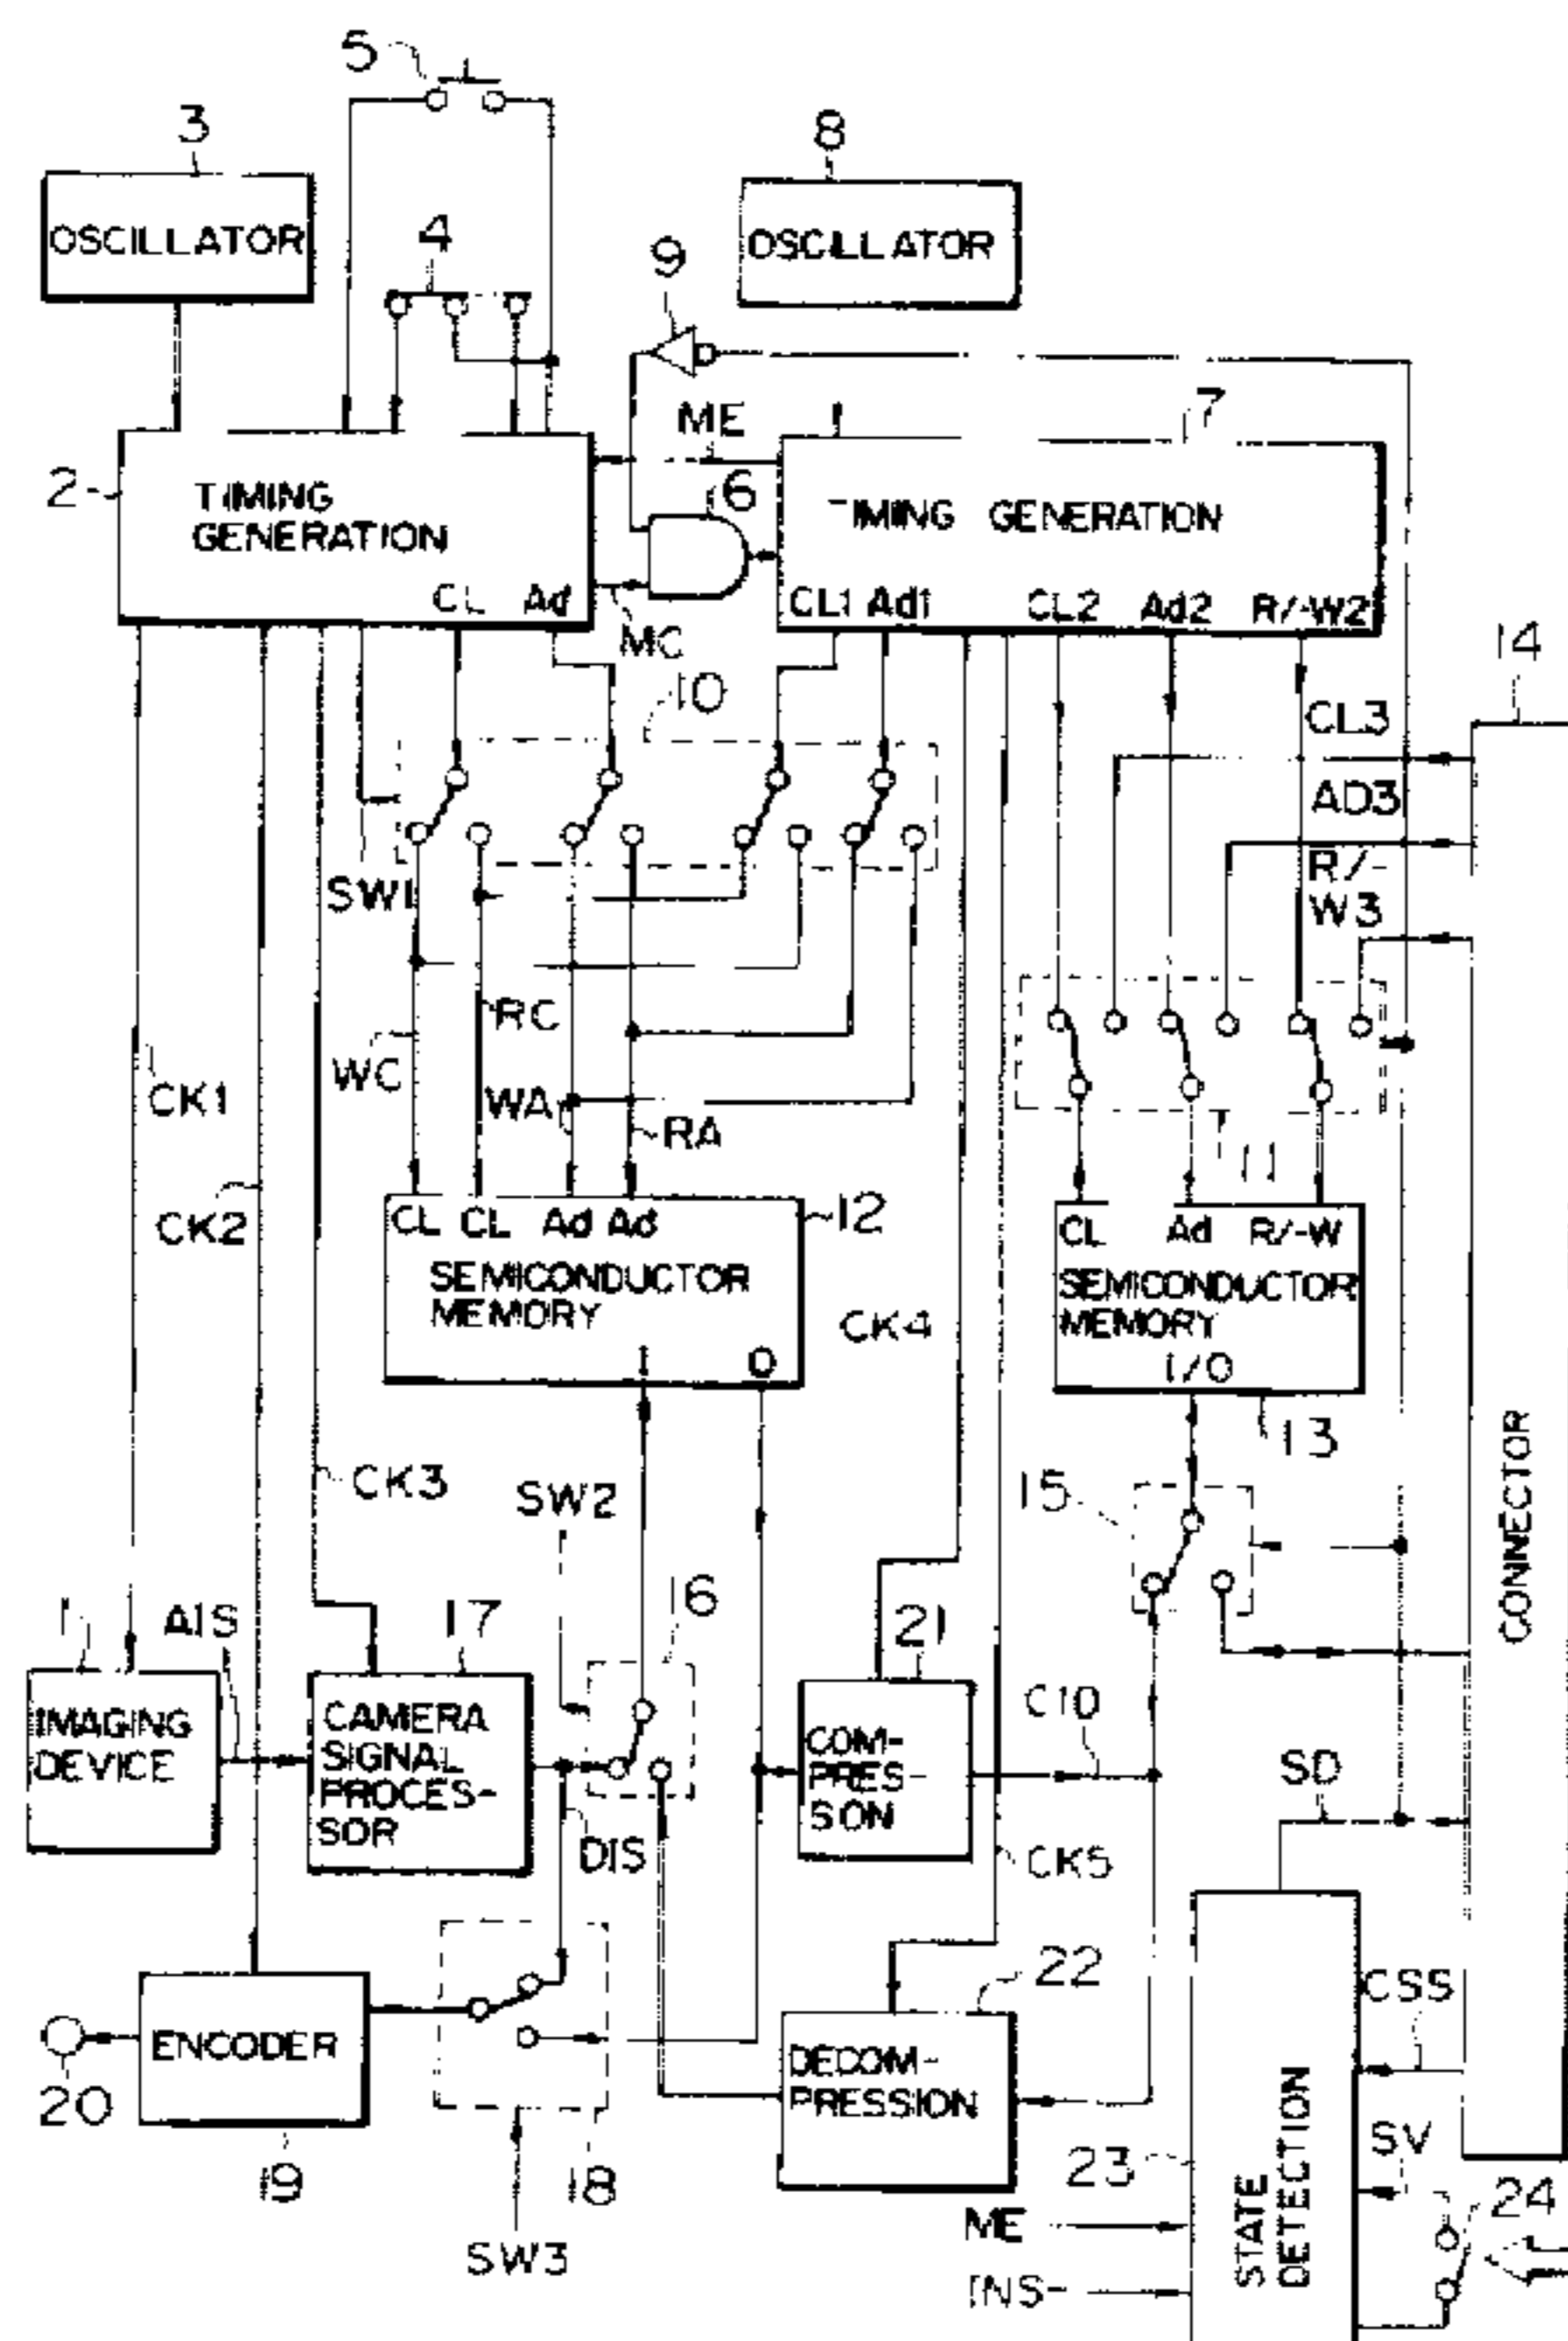 5
3
8
OSCILLATOR
4
9
OSCILLATOR
ME
7
2
TIMING
GENERATION
6
TIMING GENERATION
CL Ad
MC
CL1 Ad1 CL2 Ad2 R/-W2
14
10
CL3
AD3
SW1
R/-
W3
RC
WC
CK1
WA
RA
11
CK2
CL CL Ad Ad
12
CL Ad R/-W
SEMICONDUCTOR
MEMORY
CK4
SEMICONDUCTOR
MEMORY
I O
I/O
13
CONNECTOR
CK3
SW2
15
1
AIS
17
16
21
IMAGING
DEVICE
CAMERA
SIGNAL
PROCES-
SOR
COM-
PRES-
SON
C10
SD
DIS
CK5
22
CSS
ENCODER
DECOM-
PRESSION
20
19
18
23
STATE
DETECTION
SV
24
ME
SW3
INS-